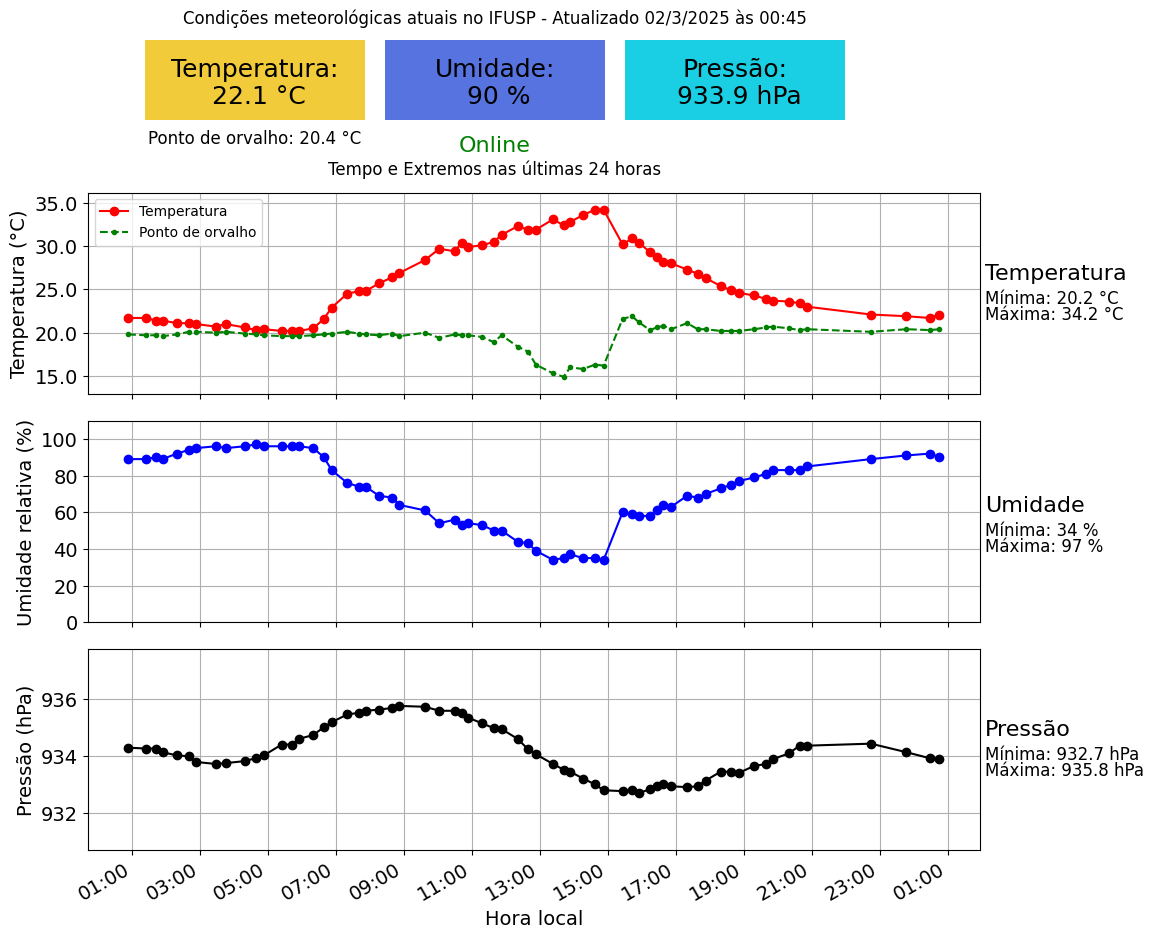 Condições meteorológicas atuais no IFUSP - Atualizado 02/3/2025 às 00:45
Temperatura:
22.1 °C
Umidade:
90 %
Pressão:
933.9 hPa
Ponto de orvalho: 20.4 °C
Online
Tempo e Extremos nas últimas 24 horas
Temperatura (°C)
35.0
30.0
25.0
20.0
15.0
Temperatura
Ponto de orvalho
Temperatura
Mínima: 20.2 °C
Máxima: 34.2 °C
Umidade relativa (%)
100
80
60
40
20
0
Umidade
Mínima: 34 %
Máxima: 97 %
Pressão (hPa)
936
934
932
Pressão
Mínima: 932.7 hPa
Máxima: 935.8 hPa
01:00
03:00
05:00
07:00
09:00
11:00
13:00
15:00
17:00
19:00
21:00
23:00
01:00
Hora local